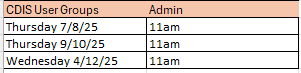 CDIS User Groups Admin
Thursday 7/8/25 11am
Thursday 9/10/25 11am
Wednesday 4/12/25 11am